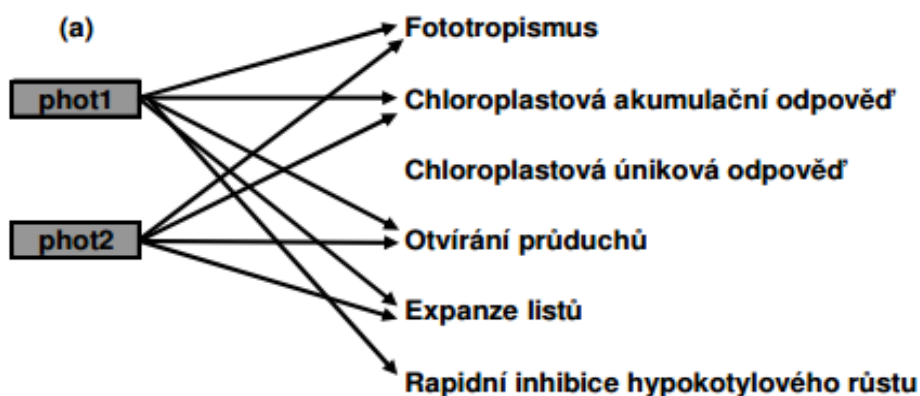 (a)
Fototropismus
phot1
Chloroplastová akumulační odpověď
Chloroplastová úniková odpověď
phot2
Otvírání průduchů
Expanze listů
Rapidní inhibice hypokotylového růstu